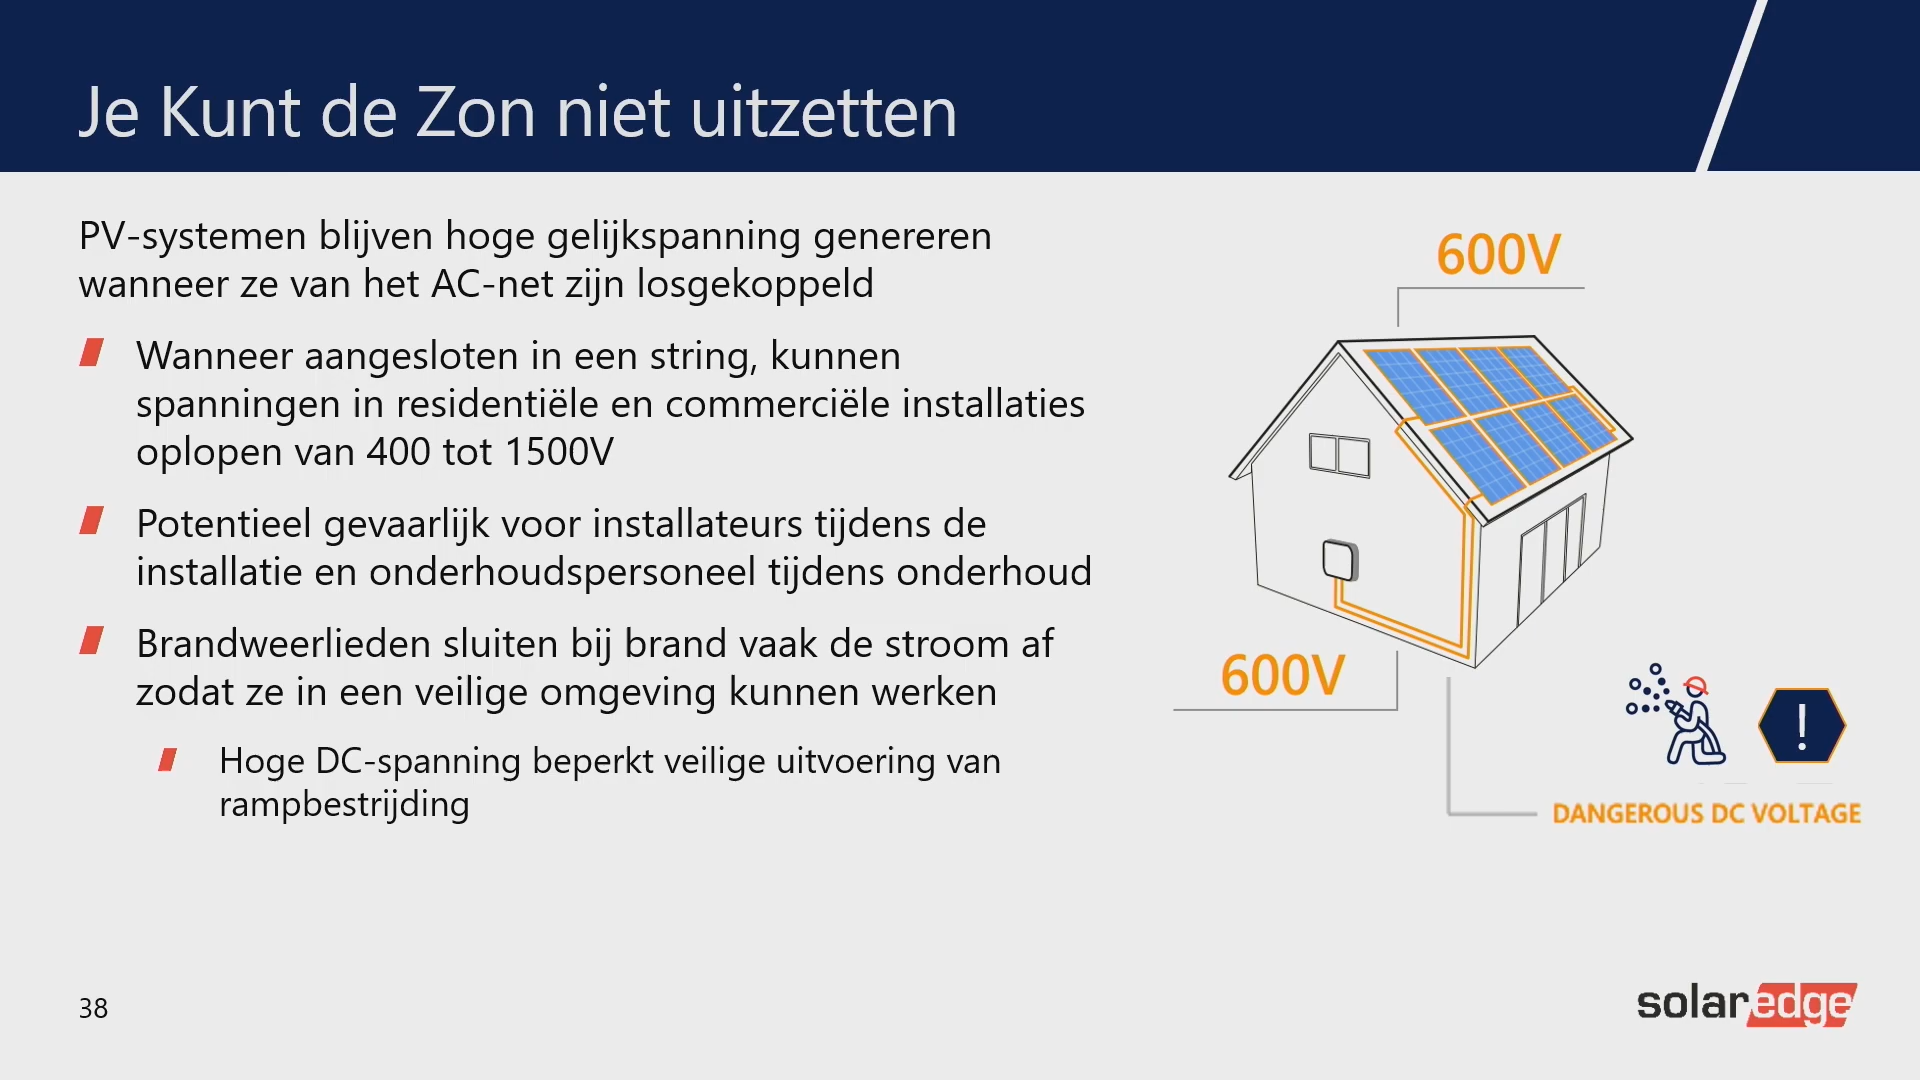 Je Kunt de Zon niet uitzetten
PV-systemen blijven hoge gelijkspanning genereren
wanneer ze van het AC-net zijn losgekoppeld
Wanneer aangesloten in een string, kunnen
spanningen in residentiële en commerciële installaties
oplopen van 400 tot 1500V
Potentieel gevaarlijk voor installateurs tijdens de
installatie en onderhoudspersoneel tijdens onderhoud
Brandweerlieden sluiten bij brand vaak de stroom af
zodat ze in een veilige omgeving kunnen werken
Hoge DC-spanning beperkt veilige uitvoering van
rampbestrijding
600V
600V
!
DANGEROUS DC VOLTAGE
38
solaredge